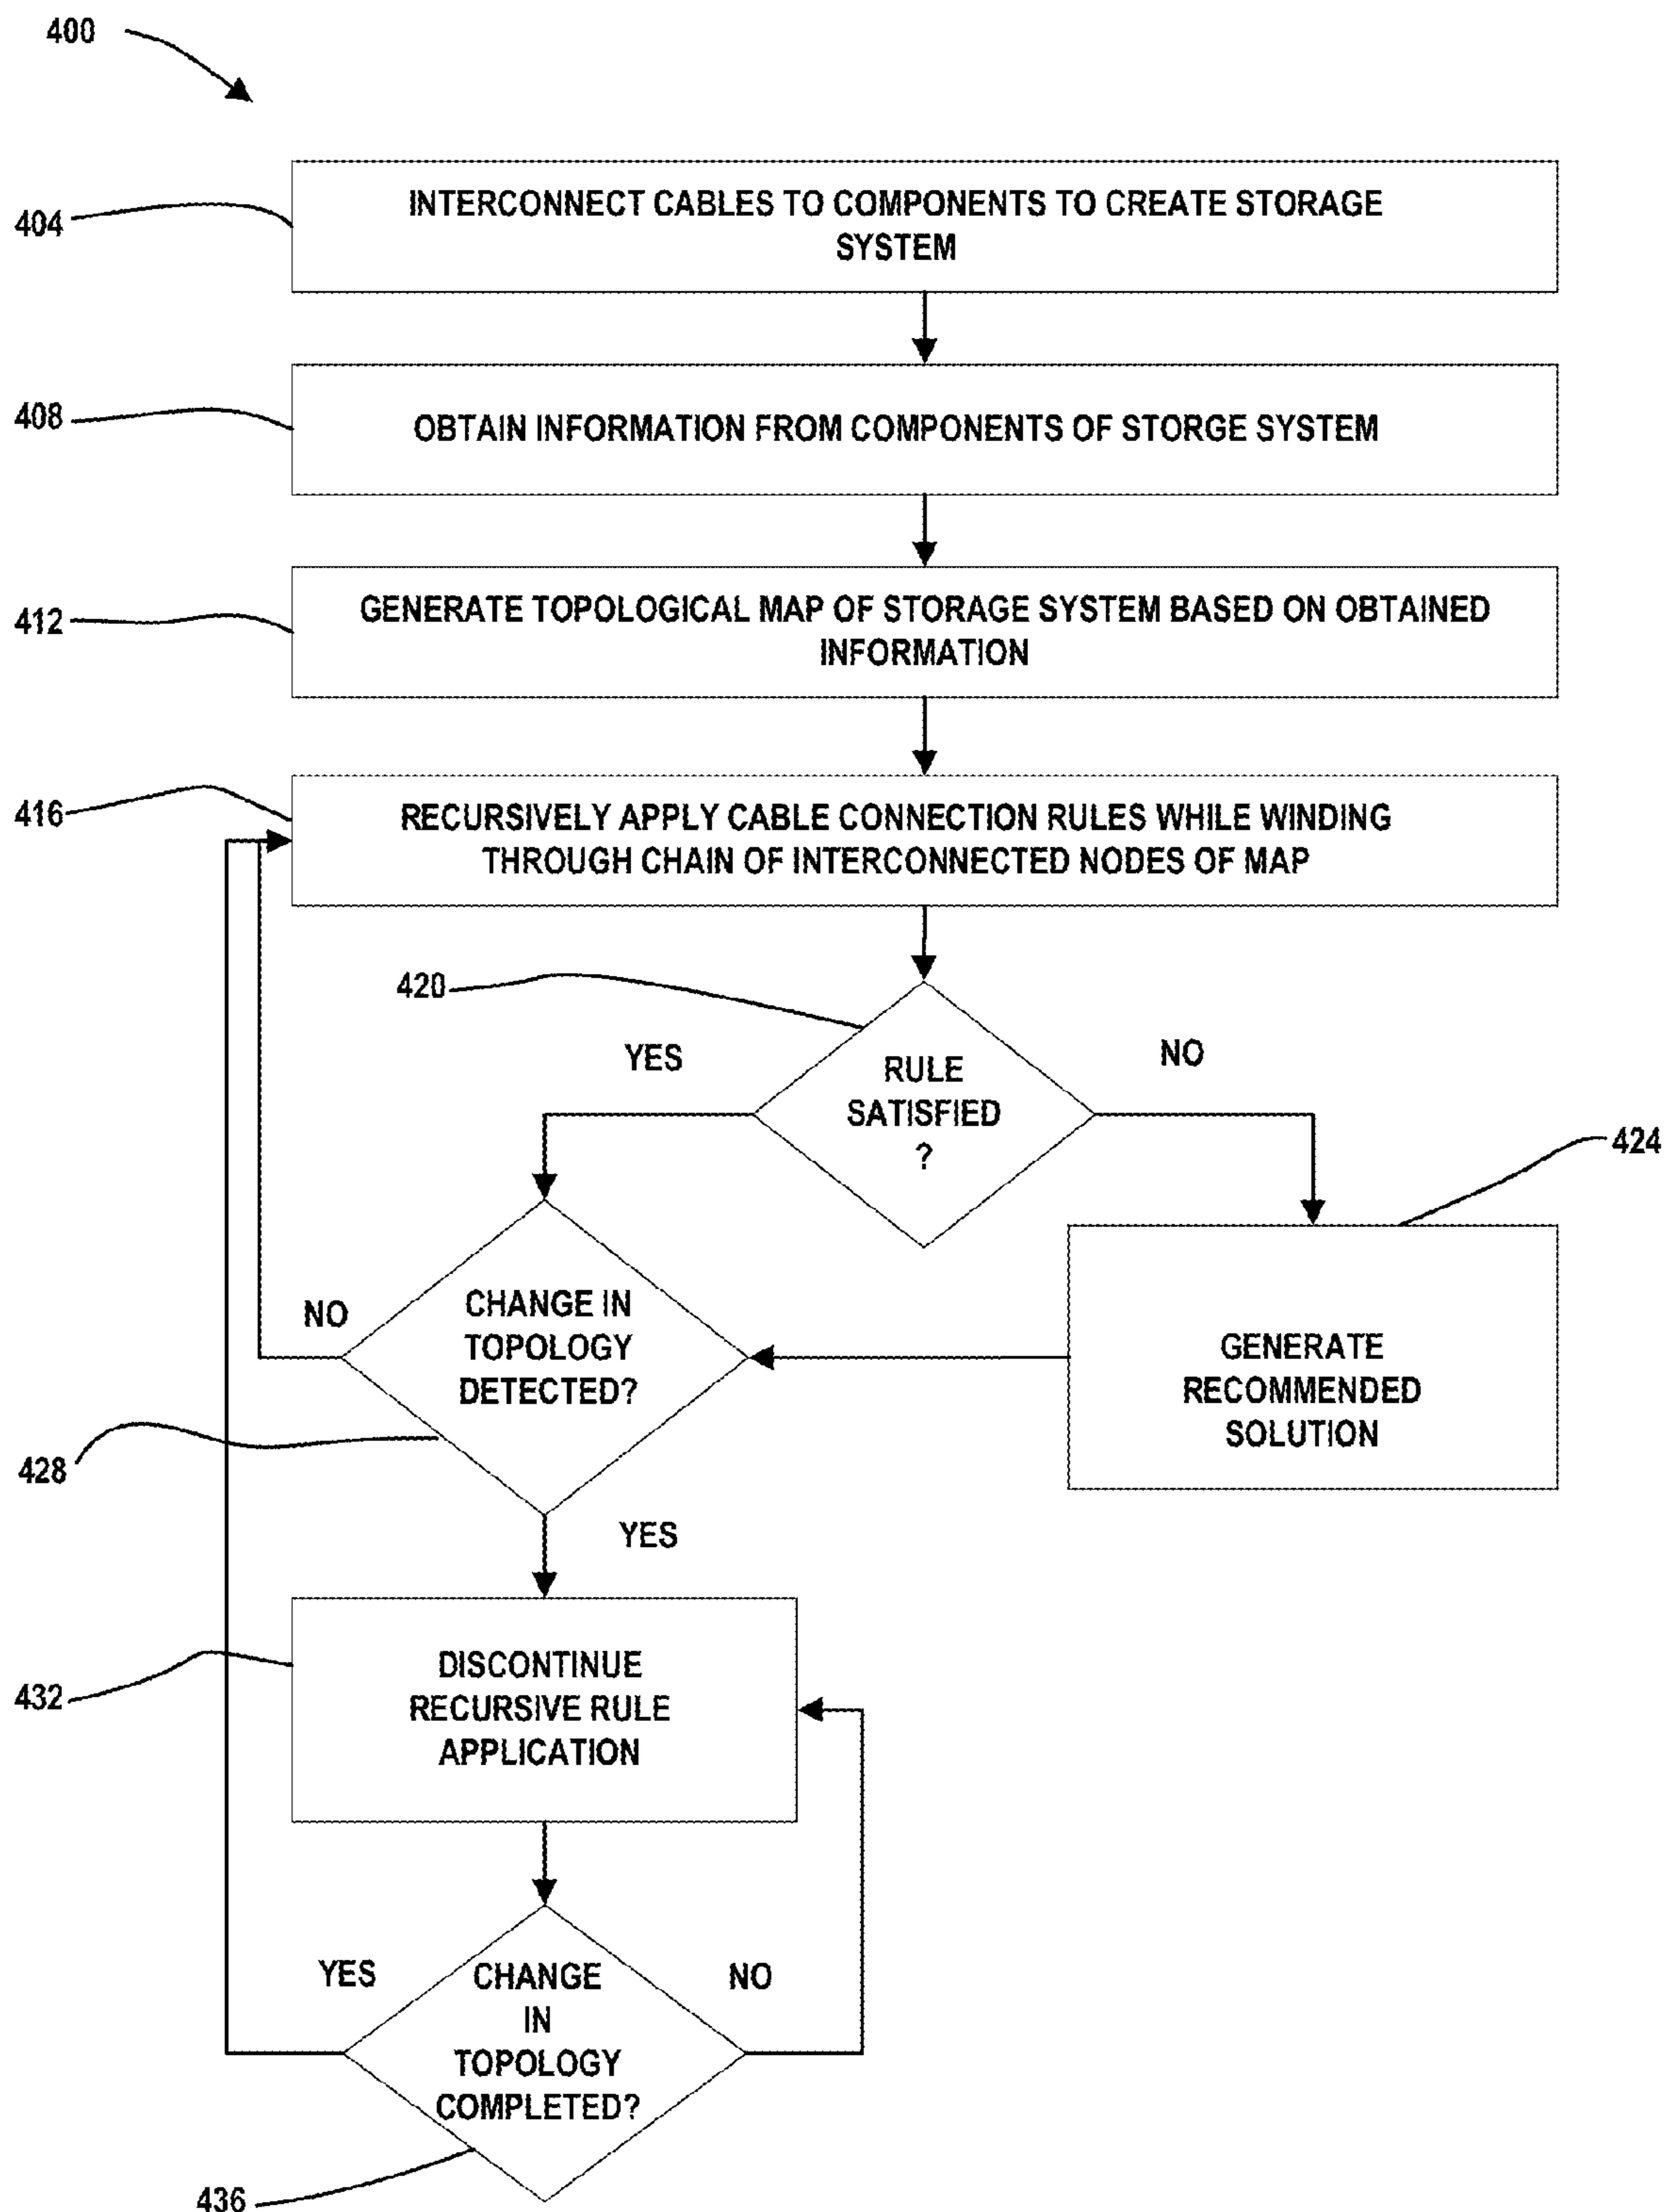 400
404
INTERCONNECT CABLES TO COMPONENTS TO CREATE STORAGE
SYSTEM
408
OBTAIN INFORMATION FROM COMPONENTS OF STORGE SYSTEM
412
GENERATE TOPOLOGICAL MAP OF STORAGE SYSTEM BASED ON OBTAINED
INFORMATION
416
RECURSIVELY APPLY CABLE CONNECTION RULES WHILE WINDING
THROUGH CHAIN OF INTERCONNECTED NODES OF MAP
420
YES
NO
RULE
SATISFIED
?
424
NO
CHANGE IN
TOPOLOGY
DETECTED?
GENERATE
RECOMMENDED
SOLUTION
428
YES
432
DISCONTINUE
RECURSIVE RULE
APPLICATION
YES
NO
CHANGE
IN
TOPOLOGY
COMPLETED?
436